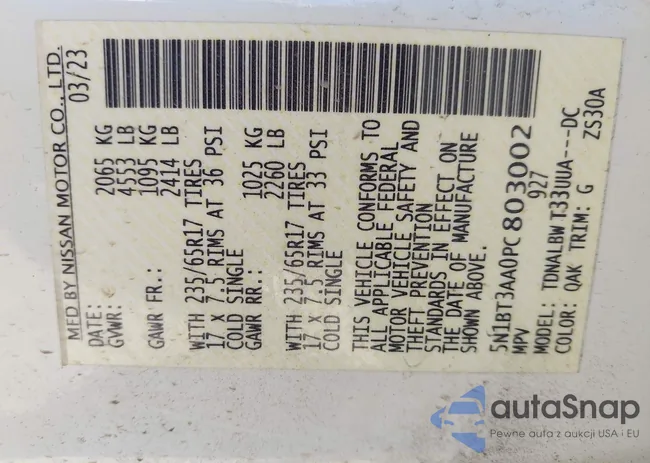 MFD BY NISSAN MOTOR CO., LTD.
DATE: 03/23
GVWR: 2065 KG
4553 LB
GAWR FR.: 1095 KG
2414 LB
WITH 235/65R17 TIRES
17 X 7.5 RIMS AT 36 PSI
COLD SINGLE
GAWR RR.: 1025 KG
2260 LB
WITH 235/65R17 TIRES
17 X 7.5 RIMS AT 33 PSI
COLD SINGLE
THIS VEHICLE CONFORMS TO
ALL APPLICABLE FEDERAL
MOTOR VEHICLE SAFETY AND
THEFT PREVENTION
STANDARDS IN EFFECT ON
THE DATE OF MANUFACTURE
SHOWN ABOVE.
5N1BT3AA0PC803002
MPV 927
MODEL: TDNALBW T33UUA---DC
COLOR: QAK TRIM: G ZS30A
autaSnap
Pewne auta z aukcji USA i EU